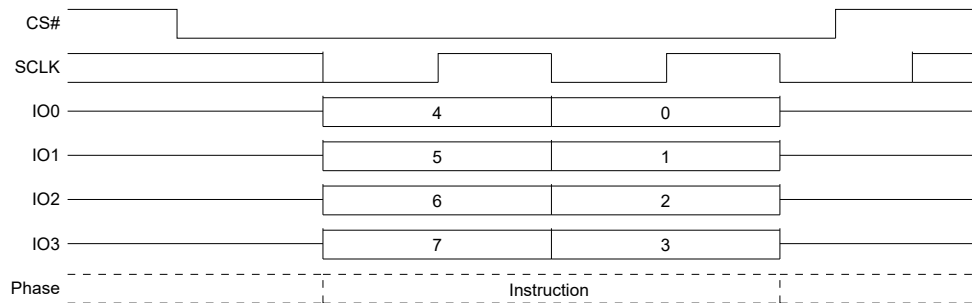 CS#
SCLK
IO0 4 0
IO1 5 1
IO2 6 2
IO3 7 3
Phase Instruction